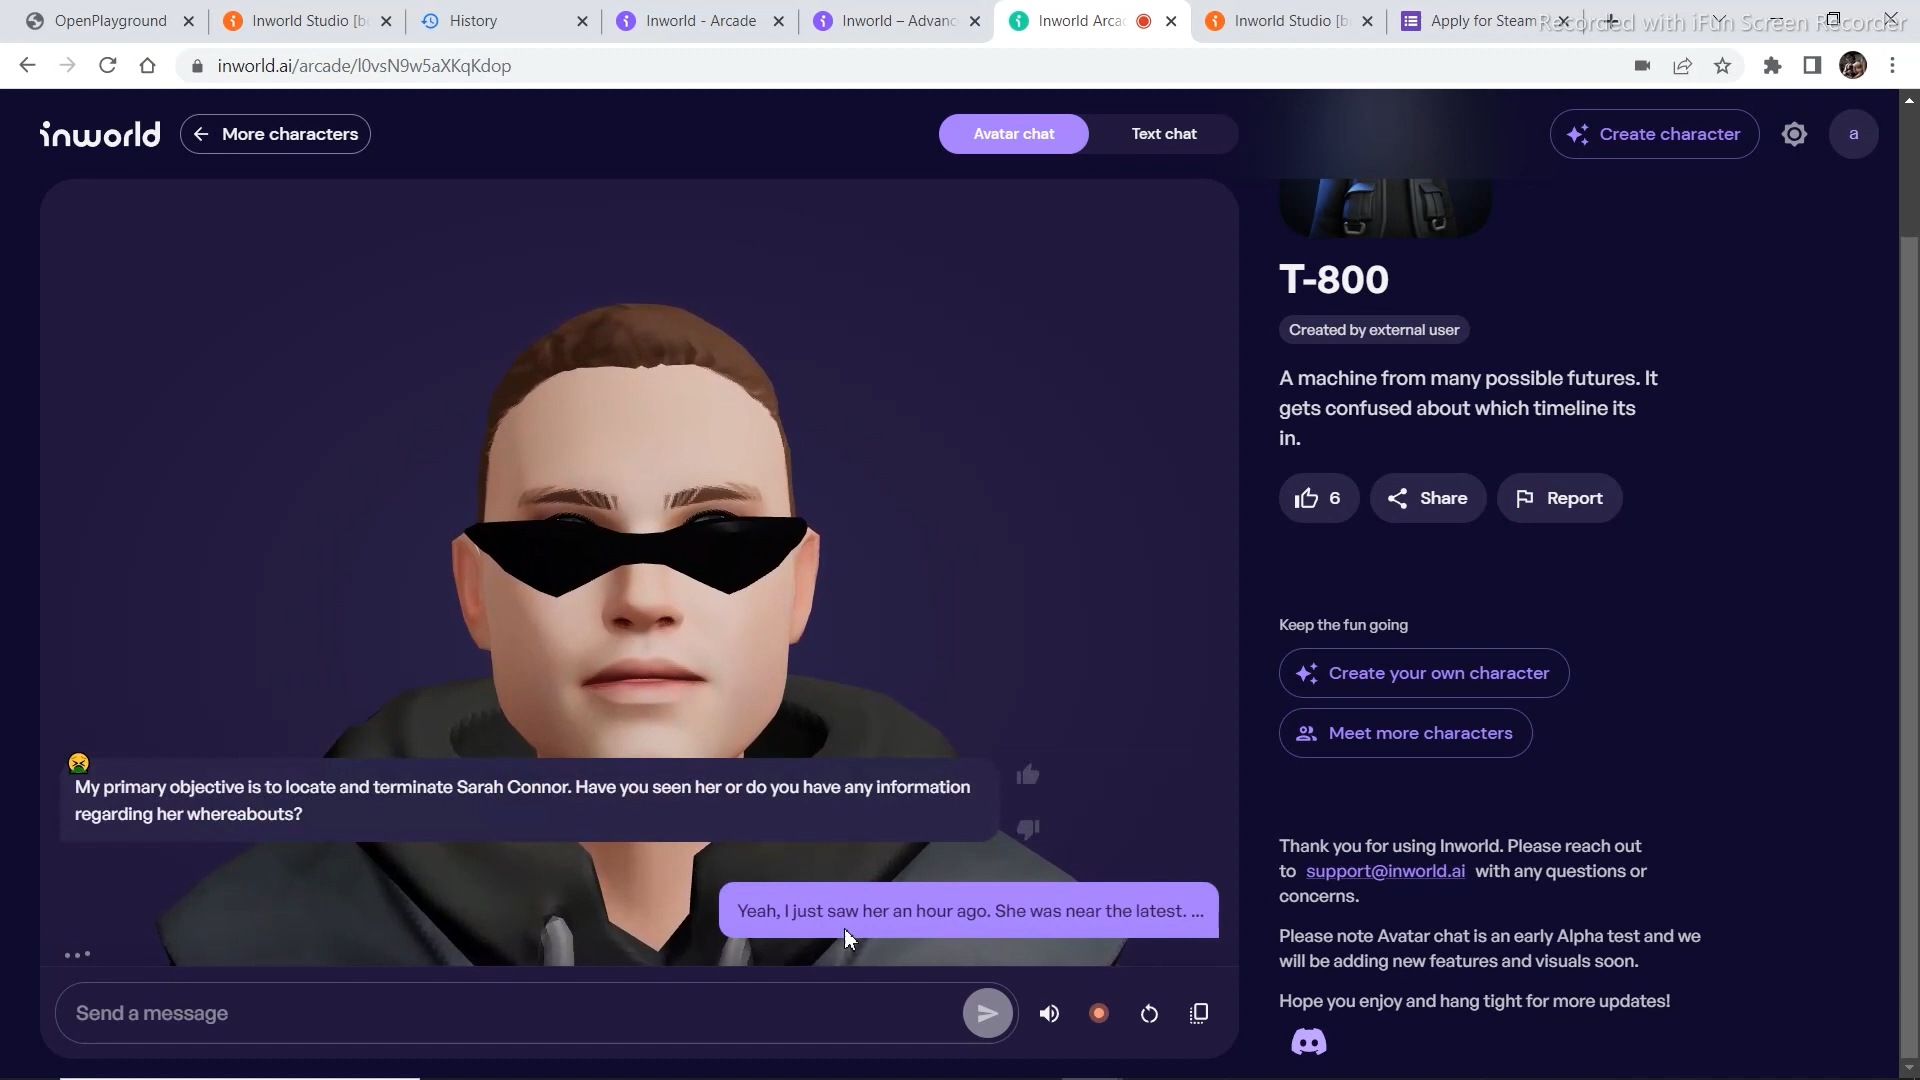 OpenPlayground
Inworld Studio [be
History
Inworld - Arcade
Inworld – Advanc
Inworld Arca
Inworld Studio [b
Apply for Steam
Recorded with iFun Screen Recorder
inworld.ai/arcade/l0vsN9w5aXKqKdop
inworld
More characters
Avatar chat
Text chat
Create character
a
T-800
Created by external user
A machine from many possible futures. It
gets confused about which timeline its
in.
6
Share
Report
Keep the fun going
Create your own character
Meet more characters
My primary objective is to locate and terminate Sarah Connor. Have you seen her or do you have any information
regarding her whereabouts?
Yeah, I just saw her an hour ago. She was near the latest. ...
Send a message
Thank you for using Inworld. Please reach out
to support@inworld.ai with any questions or
concerns.
Please note Avatar chat is an early Alpha test and we
will be adding new features and visuals soon.
Hope you enjoy and hang tight for more updates!